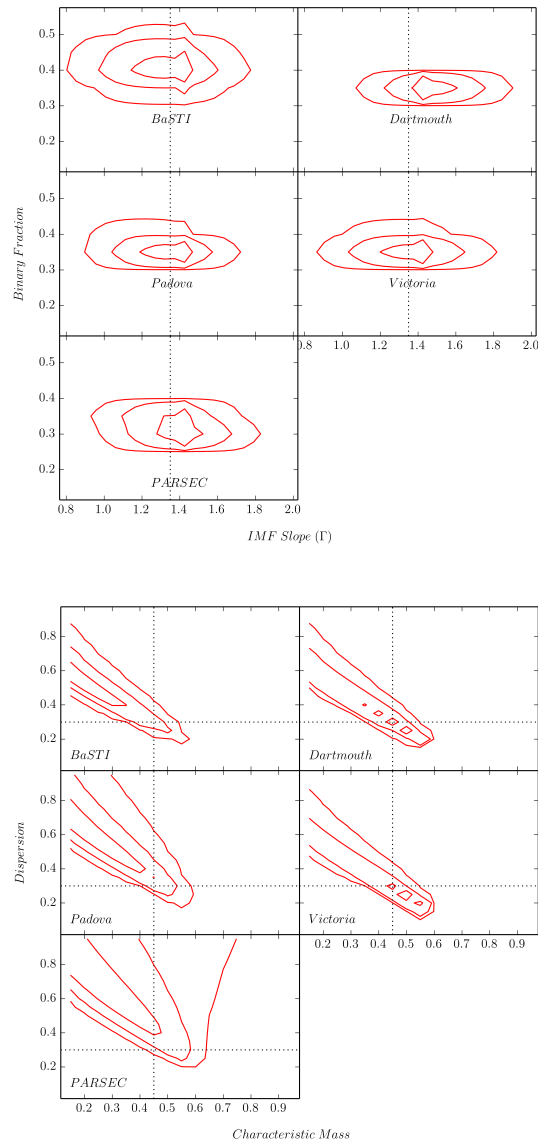 0.5
0.4
0.3
0.2
BaSTI
Dartmouth
0.5
0.4
0.3
0.2
Padova
Victoria
Binary Fraction
0.8 1.0 1.2 1.4 1.6 1.8 2.0
0.5
0.4
0.3
0.2
PARSEC
0.8 1.0 1.2 1.4 1.6 1.8 2.0
IMF Slope (Γ)
0.8
0.6
0.4
0.2
BaSTI
Dartmouth
0.8
0.6
0.4
0.2
Padova
Victoria
Dispersion
0.2 0.3 0.4 0.5 0.6 0.7 0.8 0.9
0.8
0.6
0.4
0.2
PARSEC
0.2 0.3 0.4 0.5 0.6 0.7 0.8 0.9
Characteristic Mass